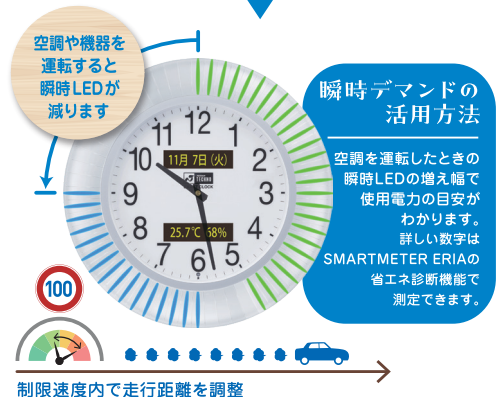 空調や機器を
運転すると
瞬時LEDが
減ります
瞬時デマンドの
活用方法
空調を運転したときの
瞬時LEDの増え幅で
使用電力の目安が
わかります。
詳しい数字は
SMARTMETER ERIAの
省エネ診断機能で
測定できます。
12
11 1
10 2
11月 7日 (火)
CLOCK
9 3
8 4
25.7℃ 58%
7 5
6
100
制限速度内で走行距離を調整